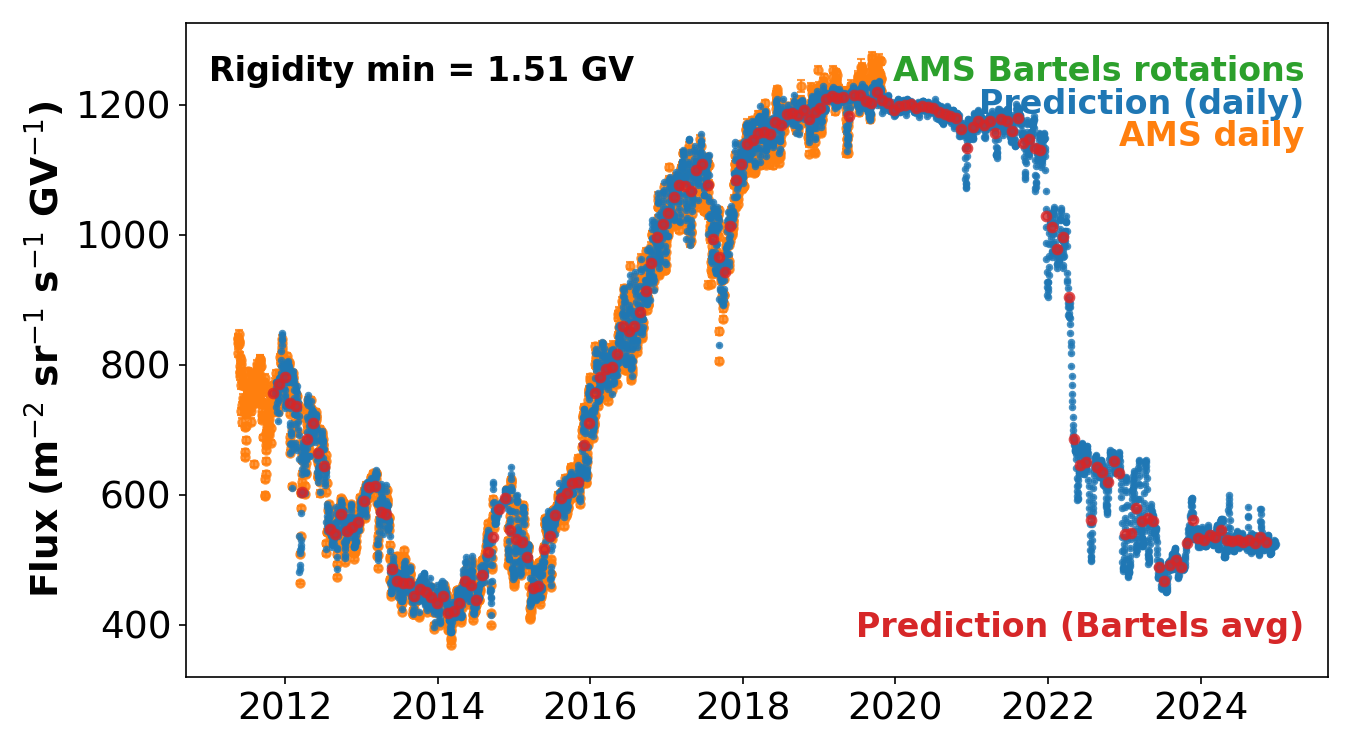 Rigidity min = 1.51 GV
AMS Bartels rotations
Prediction (daily)
AMS daily
Prediction (Bartels avg)
Flux (m⁻² sr⁻¹ s⁻¹ GV⁻¹)
1200
1000
800
600
400
2012 2014 2016 2018 2020 2022 2024